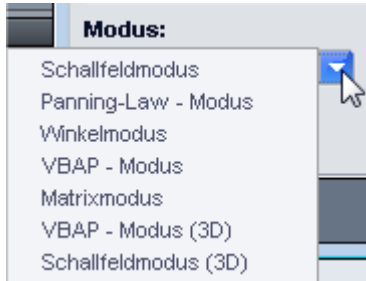 Modus:
Schallfeldmodus
Panning-Law - Modus
Winkelmodus
VBAP - Modus
Matrixmodus
VBAP - Modus (3D)
Schallfeldmodus (3D)